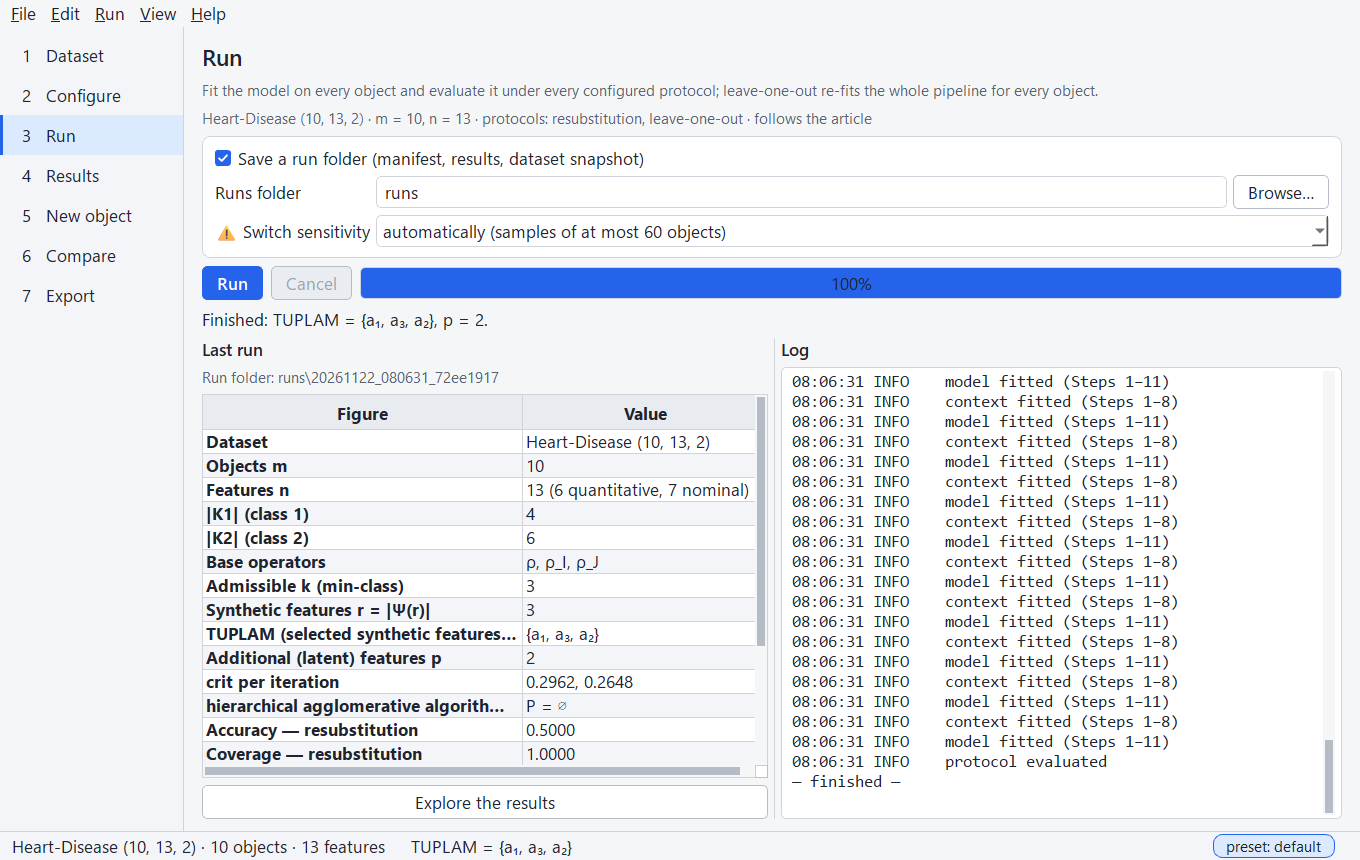 File Edit Run View Help
1 Dataset
2 Configure
3 Run
4 Results
5 New object
6 Compare
7 Export
Run
Fit the model on every object and evaluate it under every configured protocol; leave-one-out re-fits the whole pipeline for every object.
Heart-Disease (10, 13, 2) · m = 10, n = 13 · protocols: resubstitution, leave-one-out · follows the article
Save a run folder (manifest, results, dataset snapshot)
Runs folder runs Browse...
Switch sensitivity automatically (samples of at most 60 objects)
Run Cancel 100%
Finished: TUPLAM = {a₁, a₃, a₂}, p = 2.
Last run
Run folder: runs\20261122_080631_72ee1917
Figure Value
Dataset Heart-Disease (10, 13, 2)
Objects m 10
Features n 13 (6 quantitative, 7 nominal)
|K1| (class 1) 4
|K2| (class 2) 6
Base operators ρ, ρ_I, ρ_J
Admissible k (min-class) 3
Synthetic features r = |Ψ(r)| 3
TUPLAM (selected synthetic features... {a₁, a₃, a₂}
Additional (latent) features p 2
crit per iteration 0.2962, 0.2648
hierarchical agglomerative algorith... P = ∅
Accuracy — resubstitution 0.5000
Coverage — resubstitution 1.0000
Explore the results
Log
08:06:31 INFO model fitted (Steps 1–11)
08:06:31 INFO context fitted (Steps 1–8)
08:06:31 INFO model fitted (Steps 1–11)
08:06:31 INFO context fitted (Steps 1–8)
08:06:31 INFO model fitted (Steps 1–11)
08:06:31 INFO context fitted (Steps 1–8)
08:06:31 INFO model fitted (Steps 1–11)
08:06:31 INFO context fitted (Steps 1–8)
08:06:31 INFO model fitted (Steps 1–11)
08:06:31 INFO context fitted (Steps 1–8)
08:06:31 INFO model fitted (Steps 1–11)
08:06:31 INFO context fitted (Steps 1–8)
08:06:31 INFO model fitted (Steps 1–11)
08:06:31 INFO context fitted (Steps 1–8)
08:06:31 INFO model fitted (Steps 1–11)
08:06:31 INFO context fitted (Steps 1–8)
08:06:31 INFO model fitted (Steps 1–11)
08:06:31 INFO context fitted (Steps 1–8)
08:06:31 INFO model fitted (Steps 1–11)
08:06:31 INFO protocol evaluated
— finished —
Heart-Disease (10, 13, 2) · 10 objects · 13 features TUPLAM = {a₁, a₃, a₂} preset: default